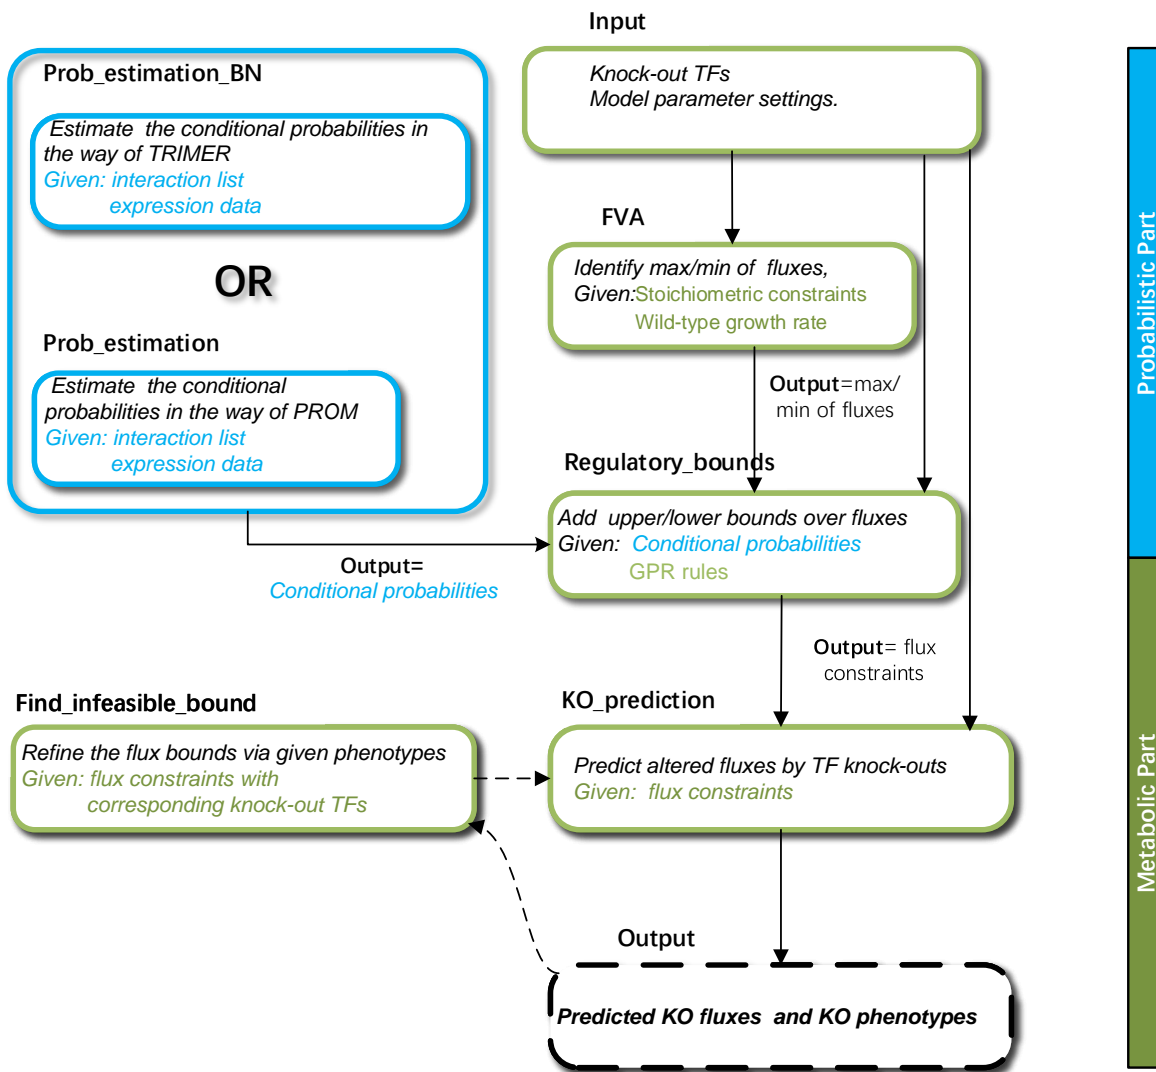 Input
Knock-out TFs
Model parameter settings.
Prob_estimation_BN
Estimate the conditional probabilities in
the way of TRIMER
Given: interaction list
expression data
OR
Prob_estimation
Estimate the conditional
probabilities in the way of PROM
Given: interaction list
expression data
FVA
Identify max/min of fluxes,
Given:Stoichiometric constraints
Wild-type growth rate
Output=max/
min of fluxes
Regulatory_bounds
Add upper/lower bounds over fluxes
Given: Conditional probabilities
GPR rules
Output=
Conditional probabilities
Output= flux
constraints
Find_infeasible_bound
Refine the flux bounds via given phenotypes
Given: flux constraints with
corresponding knock-out TFs
KO_prediction
Predict altered fluxes by TF knock-outs
Given: flux constraints
Output
Predicted KO fluxes and KO phenotypes
Probabilistic Part
Metabolic Part